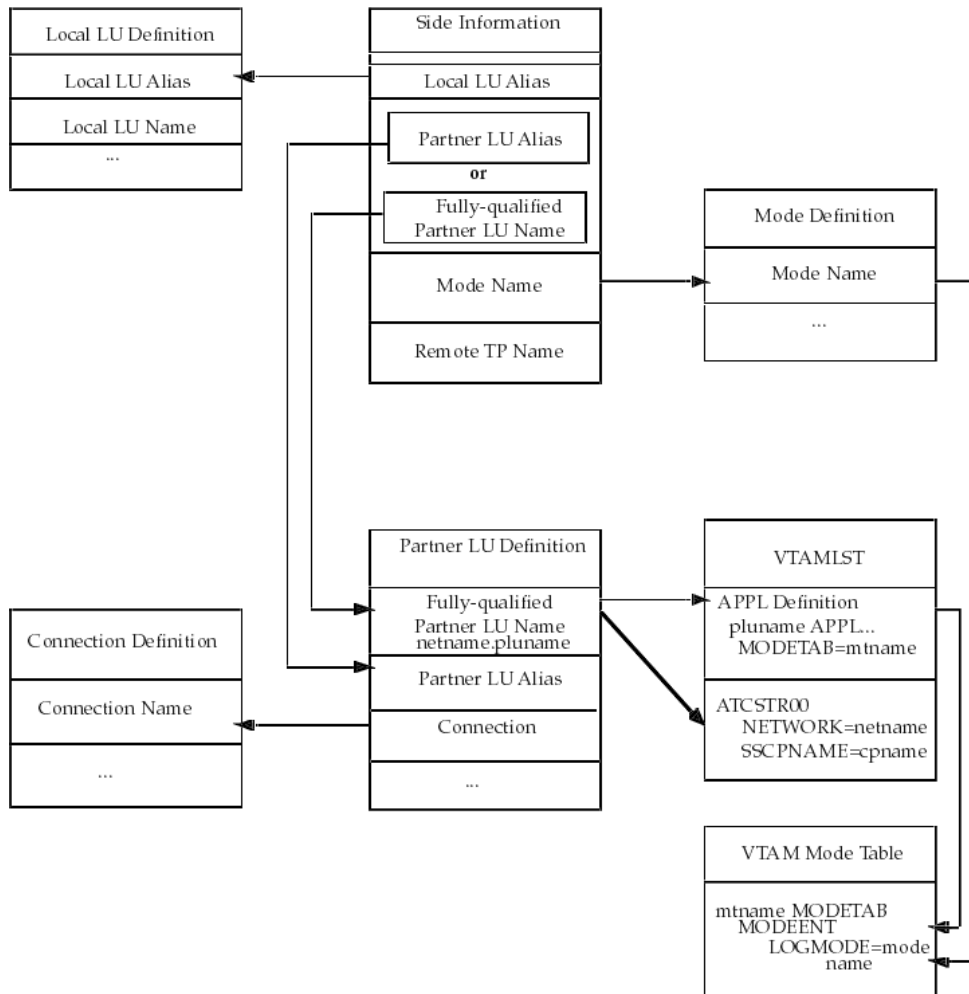 Local LU Definition
Local LU Alias
Local LU Name
...
Side Information
Local LU Alias
Partner LU Alias
or
Fully-qualified
Partner LU Name
Mode Name
Remote TP Name
Mode Definition
Mode Name
...
Connection Definition
Connection Name
...
Partner LU Definition
Fully-qualified
Partner LU Name
netname.pluname
Partner LU Alias
Connection
...
VTAMLST
APPL Definition
pluname APPL...
MODETAB=mtname
ATCSTR00
NETWORK=netname
SSCPNAME=cpname
VTAM Mode Table
mtname MODETAB
MODEENT
LOGMODE=mode
name